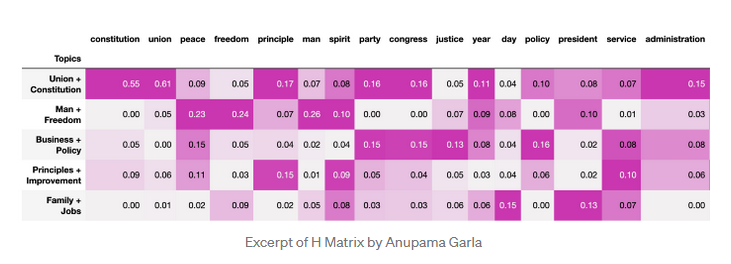 constitution union peace freedom principle man spirit party congress justice year day policy president service administration
Topics
Union + Constitution 0.55 0.61 0.09 0.05 0.17 0.07 0.08 0.16 0.16 0.05 0.11 0.04 0.10 0.08 0.07 0.15
Man + Freedom 0.00 0.05 0.23 0.24 0.07 0.26 0.10 0.00 0.00 0.07 0.09 0.08 0.00 0.10 0.01 0.03
Business + Policy 0.05 0.00 0.15 0.05 0.04 0.02 0.04 0.15 0.15 0.13 0.08 0.04 0.16 0.02 0.08 0.08
Principles + Improvement 0.09 0.06 0.11 0.03 0.15 0.01 0.09 0.05 0.04 0.05 0.03 0.04 0.06 0.02 0.10 0.06
Family + Jobs 0.00 0.01 0.02 0.09 0.02 0.05 0.08 0.03 0.03 0.06 0.06 0.15 0.00 0.13 0.07 0.00
Excerpt of H Matrix by Anupama Garla